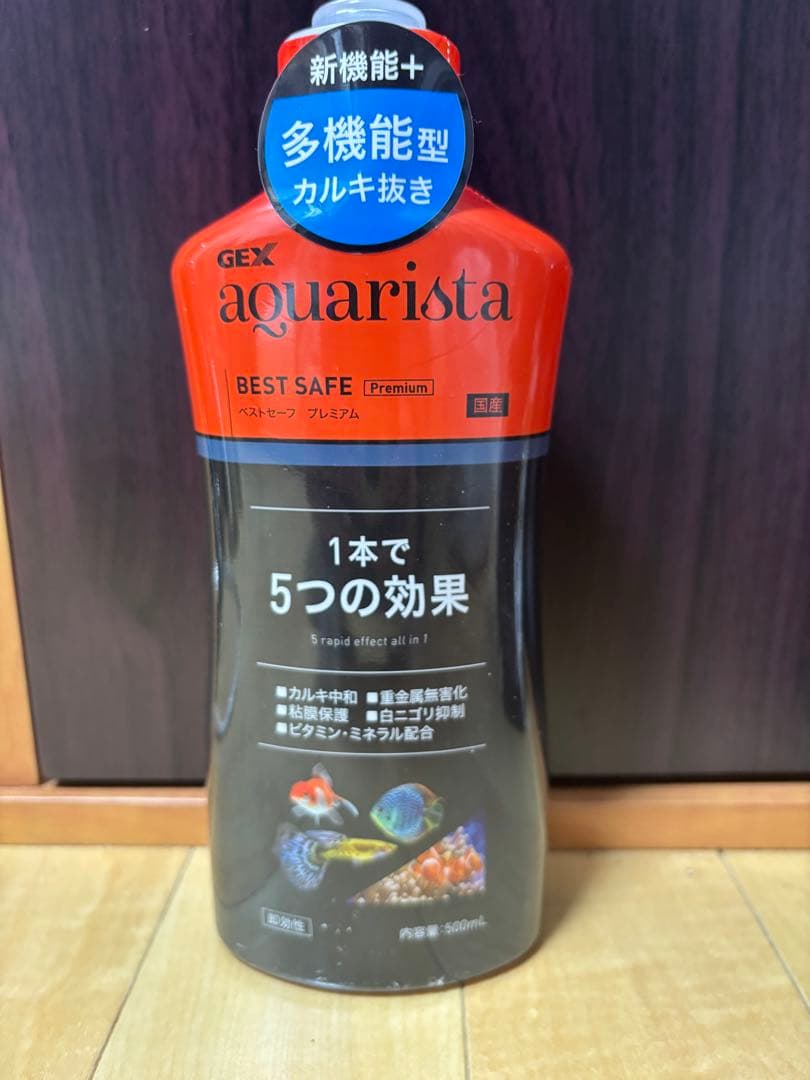 新機能+
多機能型
カルキ抜き
GEX
aquarista
BEST SAFE Premium
ベストセーフ プレミアム
国産
1本で
5つの効果
5 rapid effect all in 1
■カルキ中和 ■重金属無害化
■粘膜保護 ■白ニゴリ抑制
■ビタミン・ミネラル配合
即効性
内容量:500mL